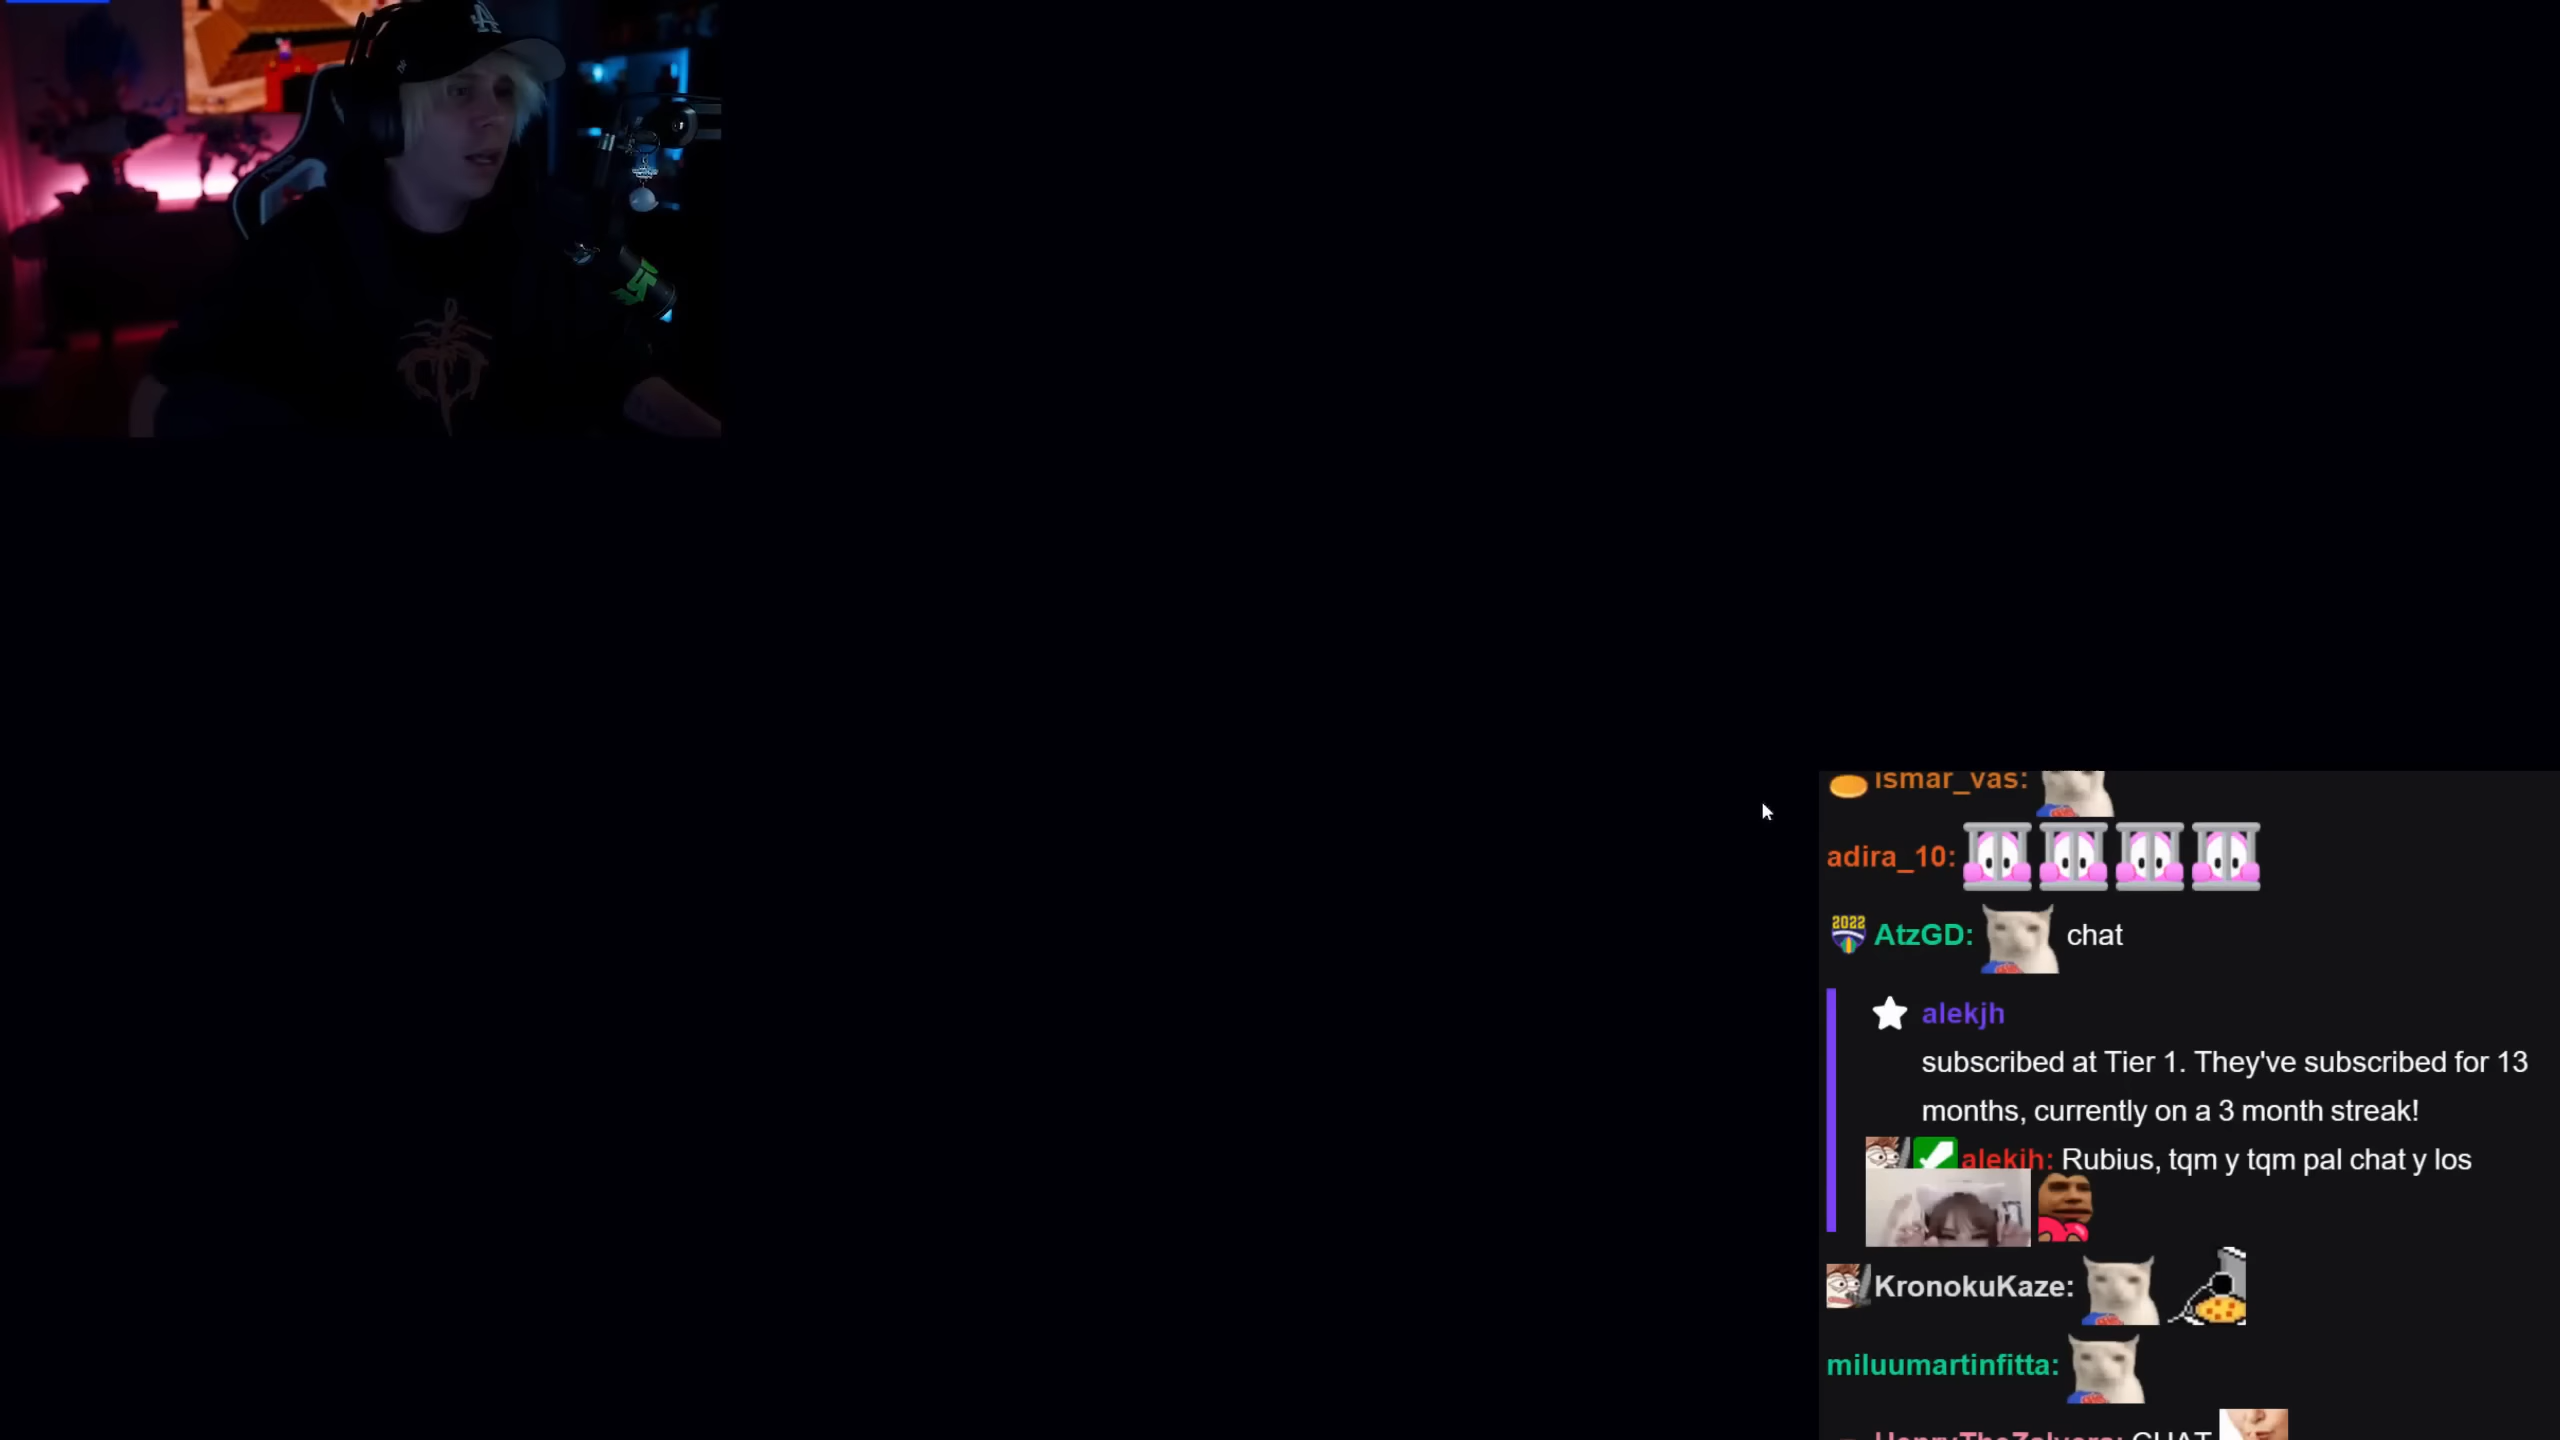 ismar_vas:
adira_10:
2022 AtzGD: chat
alekjh
subscribed at Tier 1. They've subscribed for 13
months, currently on a 3 month streak!
alekjh: Rubius, tqm y tqm pal chat y los
KronokuKaze:
miluumartinfitta:
CHAT